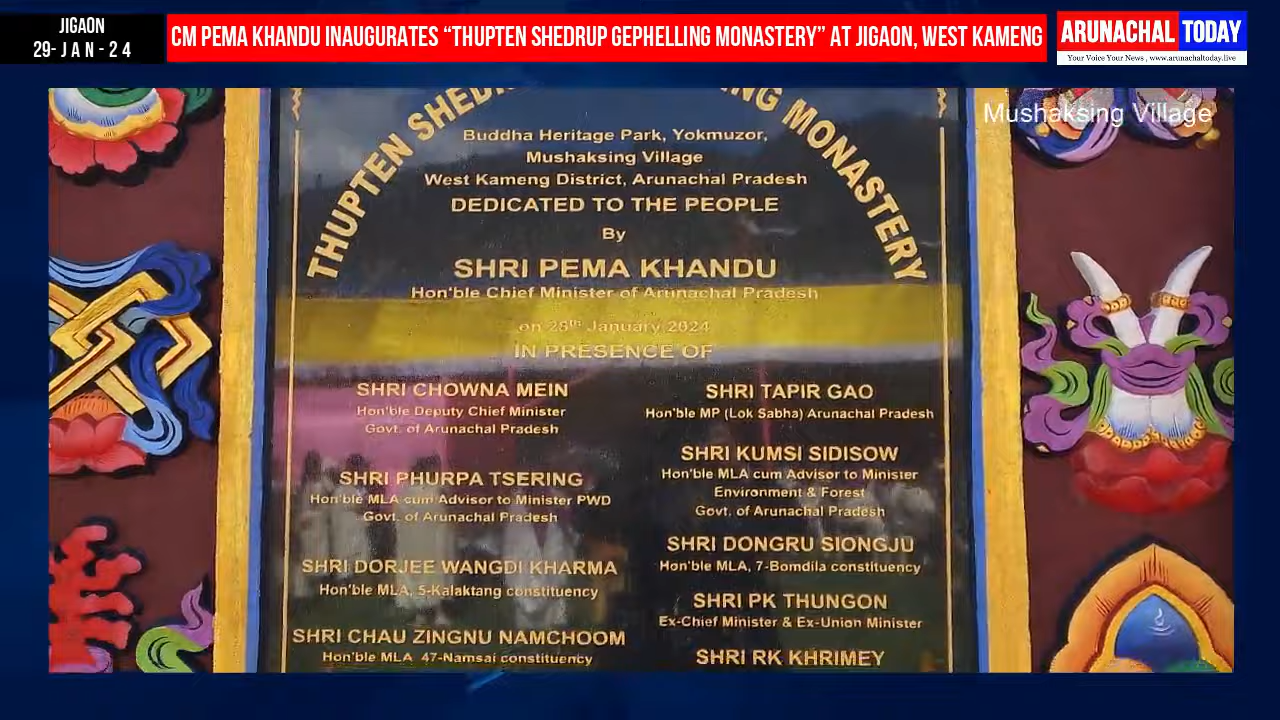 JIGAON
29-JAN-24
CM PEMA KHANDU INAUGURATES “THUPTEN SHEDRUP GEPHELLING MONASTERY” AT JIGAON, WEST KAMENG
ARUNACHAL TODAY
Your Voice Your News , www.arunachaltoday.live
Mushaksing Village
THUPTEN MONASTERY
Buddha Heritage Park, Yokmuzor,
Mushaksing Village
West Kameng District, Arunachal Pradesh
DEDICATED TO THE PEOPLE
By
SHRI PEMA KHANDU
Hon'ble Chief Minister of Arunachal Pradesh
on 28th January 2024
IN PRESENCE OF
SHRI CHOWNA MEIN
Hon'ble Deputy Chief Minister
Govt. of Arunachal Pradesh
SHRI PHURPA TSERING
Hon'ble MLA cum Advisor to Minister PWD
Govt. of Arunachal Pradesh
SHRI DORJEE WANGDI KHARMA
Hon'ble MLA, 5-Kalaktang constituency
SHRI CHAU ZINGNU NAMCHOOM
Hon'ble MLA 47-Namsai constituency
SHRI TAPIR GAO
Hon'ble MP (Lok Sabha) Arunachal Pradesh
SHRI KUMSI SIDISOW
Hon'ble MLA cum Advisor to Minister
Environment & Forest
Govt. of Arunachal Pradesh
SHRI DONGRU SIONGJU
Hon'ble MLA, 7-Bomdila constituency
SHRI PK THUNGON
Ex-Chief Minister & Ex-Union Minister
SHRI RK KHRIMEY